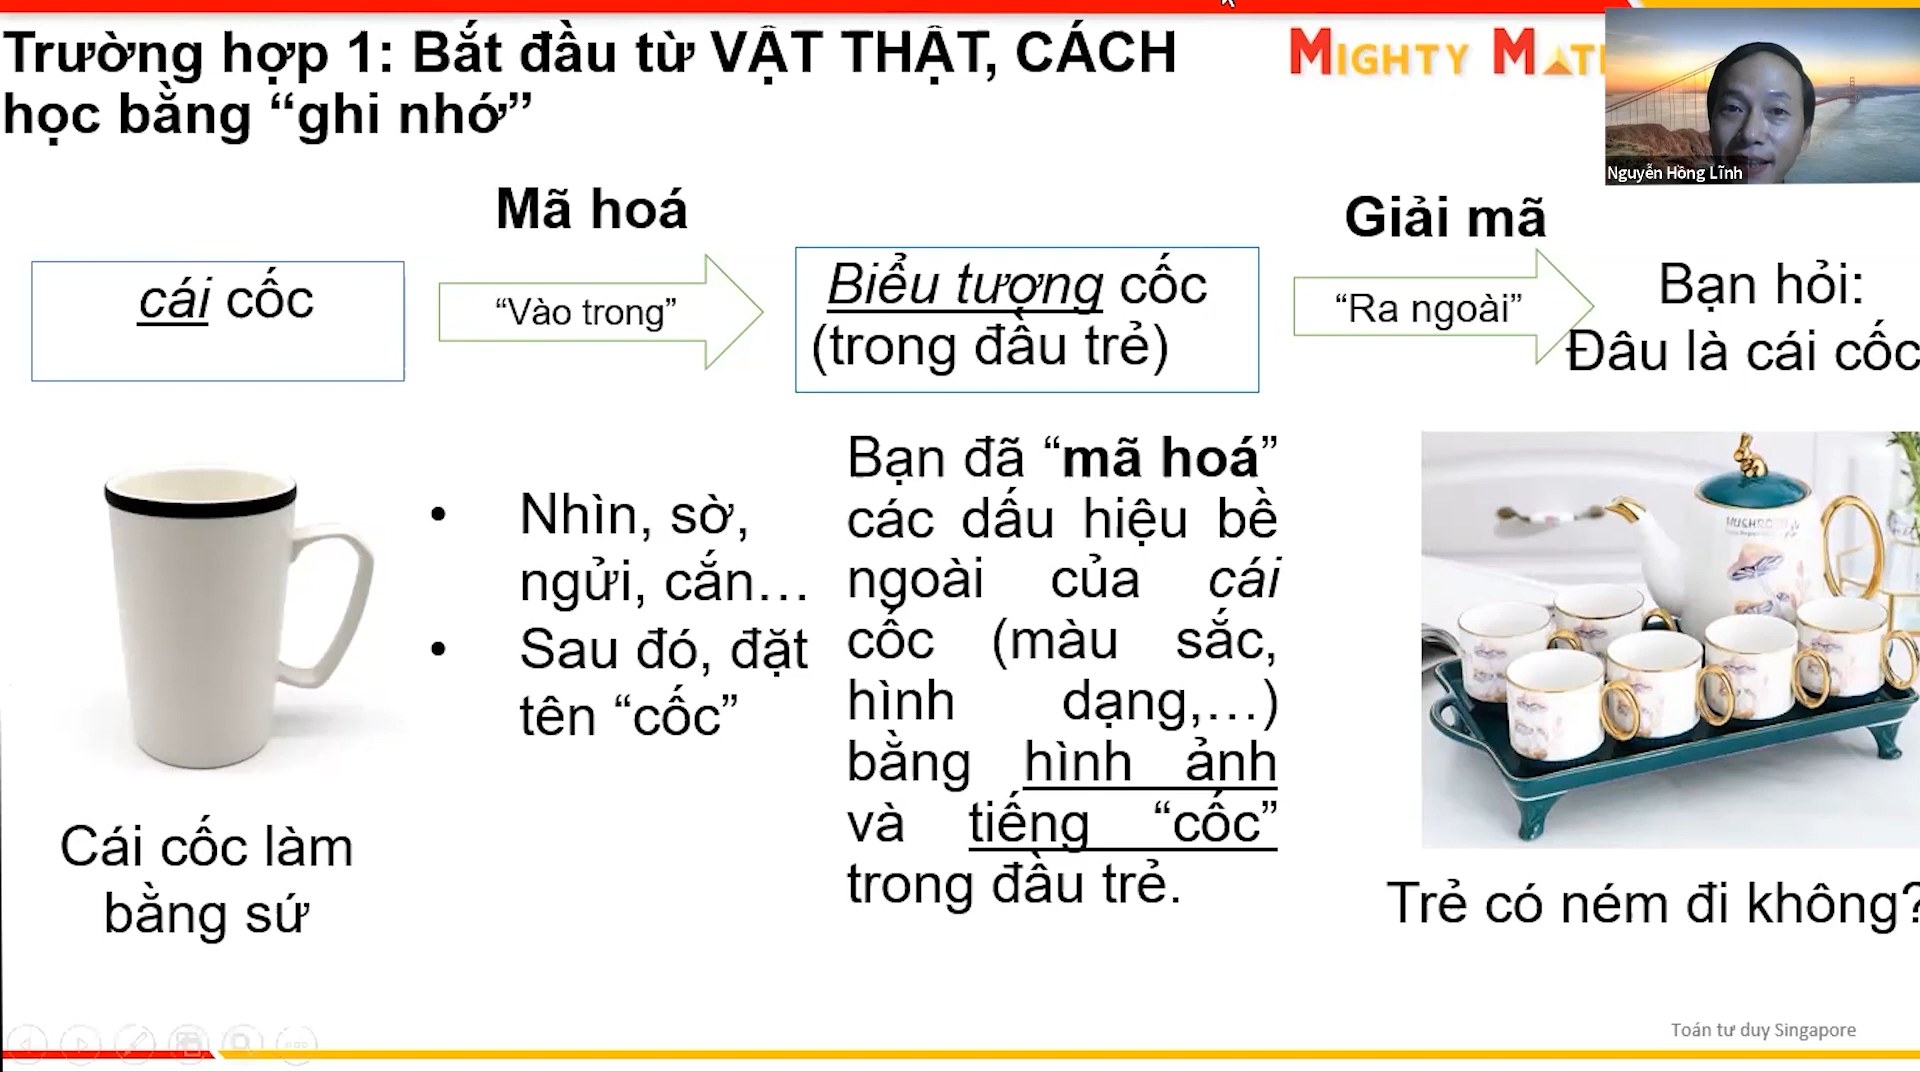 Trường hợp 1: Bắt đầu từ VẬT THẬT, CÁCH
học bằng “ghi nhớ”
MIGHTY MAT
Nguyễn Hồng Lĩnh
Mã hoá
Giải mã
cái cốc
“Vào trong”
Biểu tượng cốc
(trong đầu trẻ)
“Ra ngoài”
Bạn hỏi:
Đâu là cái cốc
• Nhìn, sờ,
ngửi, cắn…
• Sau đó, đặt
tên “cốc”
Bạn đã “mã hoá”
các dấu hiệu bề
ngoài của cái
cốc (màu sắc,
hình dạng,…)
bằng hình ảnh
và tiếng “cốc”
trong đầu trẻ.
Cái cốc làm
bằng sứ
Trẻ có ném đi không?
Toán tư duy Singapore